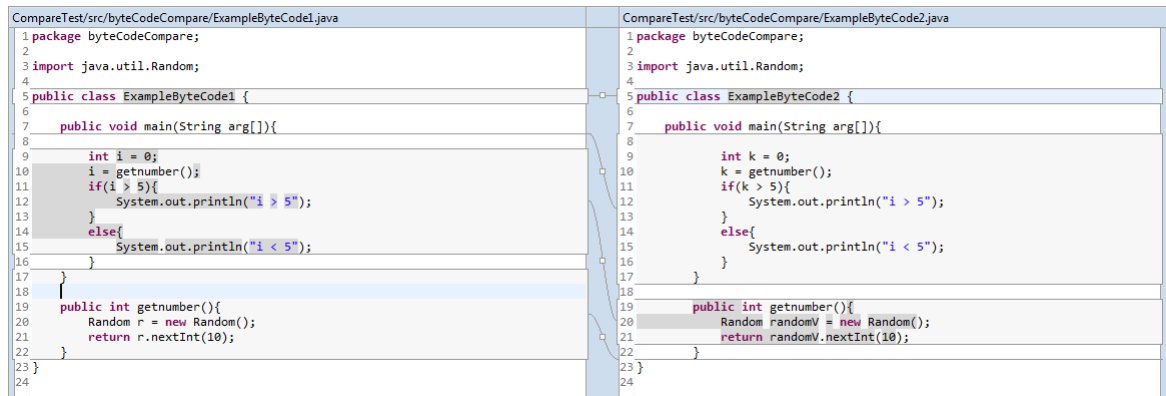 CompareTest/src/byteCodeCompare/ExampleByteCode1.java
1 package byteCodeCompare;
2
3 import java.util.Random;
4
5 public class ExampleByteCode1 {
6
7 public void main(String arg[]){
8
9 int i = 0;
10 i = getnumber();
11 if(i > 5){
12 System.out.println("i > 5");
13 }
14 else{
15 System.out.println("i < 5");
16 }
17 }
18
19 public int getnumber(){
20 Random r = new Random();
21 return r.nextInt(10);
22 }
23 }
24
CompareTest/src/byteCodeCompare/ExampleByteCode2.java
1 package byteCodeCompare;
2
3 import java.util.Random;
4
5 public class ExampleByteCode2 {
6
7 public void main(String arg[]){
8
9 int k = 0;
10 k = getnumber();
11 if(k > 5){
12 System.out.println("i > 5");
13 }
14 else{
15 System.out.println("i < 5");
16 }
17 }
18
19 public int getnumber(){
20 Random randomV = new Random();
21 return randomV.nextInt(10);
22 }
23 }
24